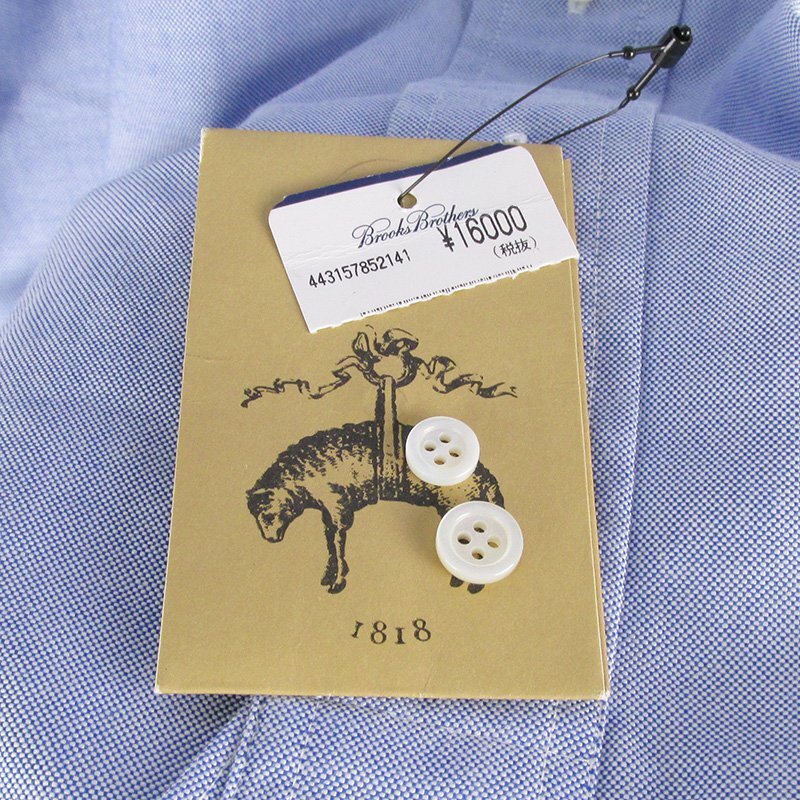 Brooks Brothers
¥16000
(税抜)
443157852141
1818